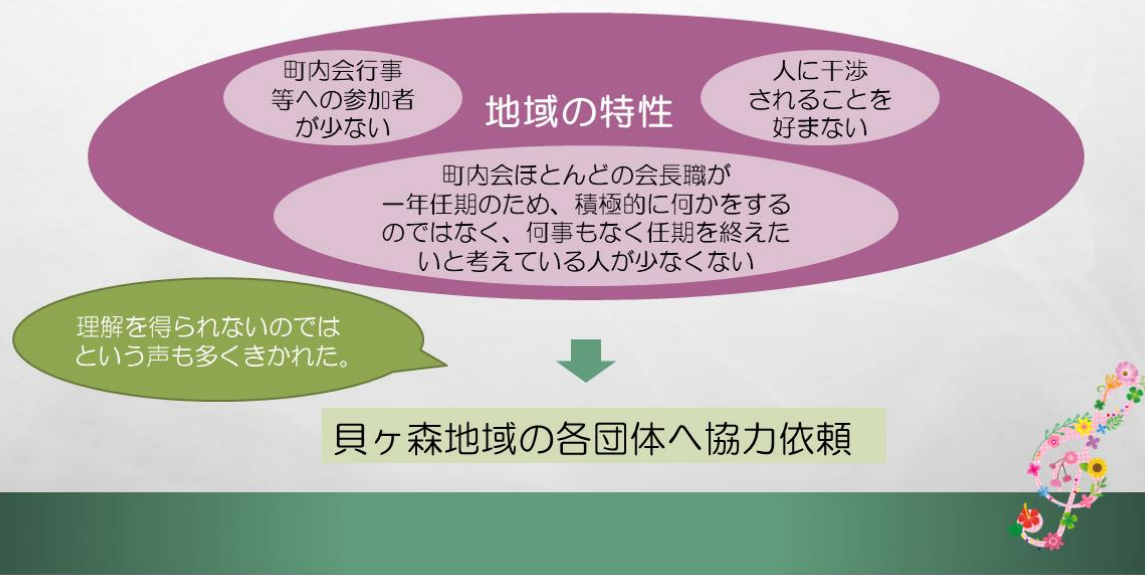 町内会行事
等への参加者
が少ない
地域の特性
人に干渉
されることを
好まない
町内会ほとんどの会長職が
一年任期のため、積極的に何かをする
のではなく、何事もなく任期を終えた
いと考えている人が少なくない
理解を得られないのでは
という声も多くきかれた。
貝ヶ森地域の各団体へ協力依頼